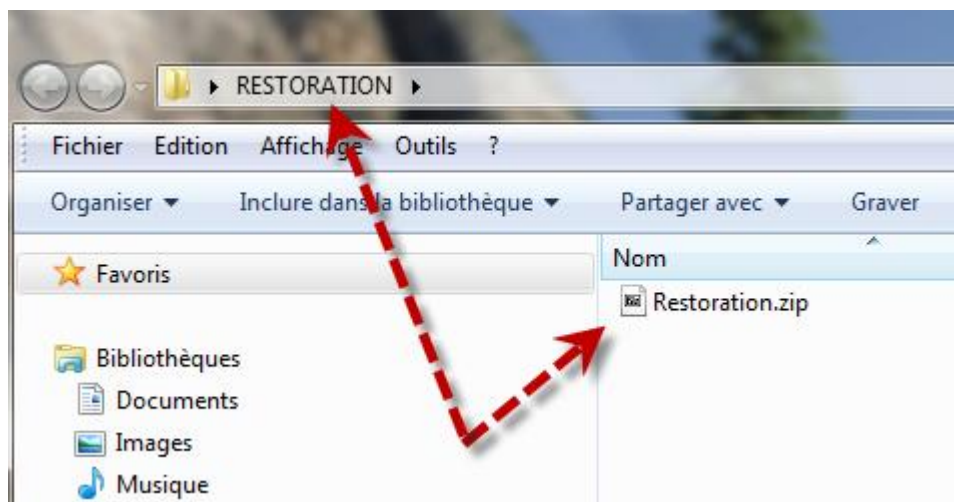 RESTORATION
Fichier Edition Affichage Outils ?
Organiser Inclure dans la bibliothèque Partager avec Graver
Nom
Favoris
Restoration.zip
Bibliothèques
Documents
Images
Musique